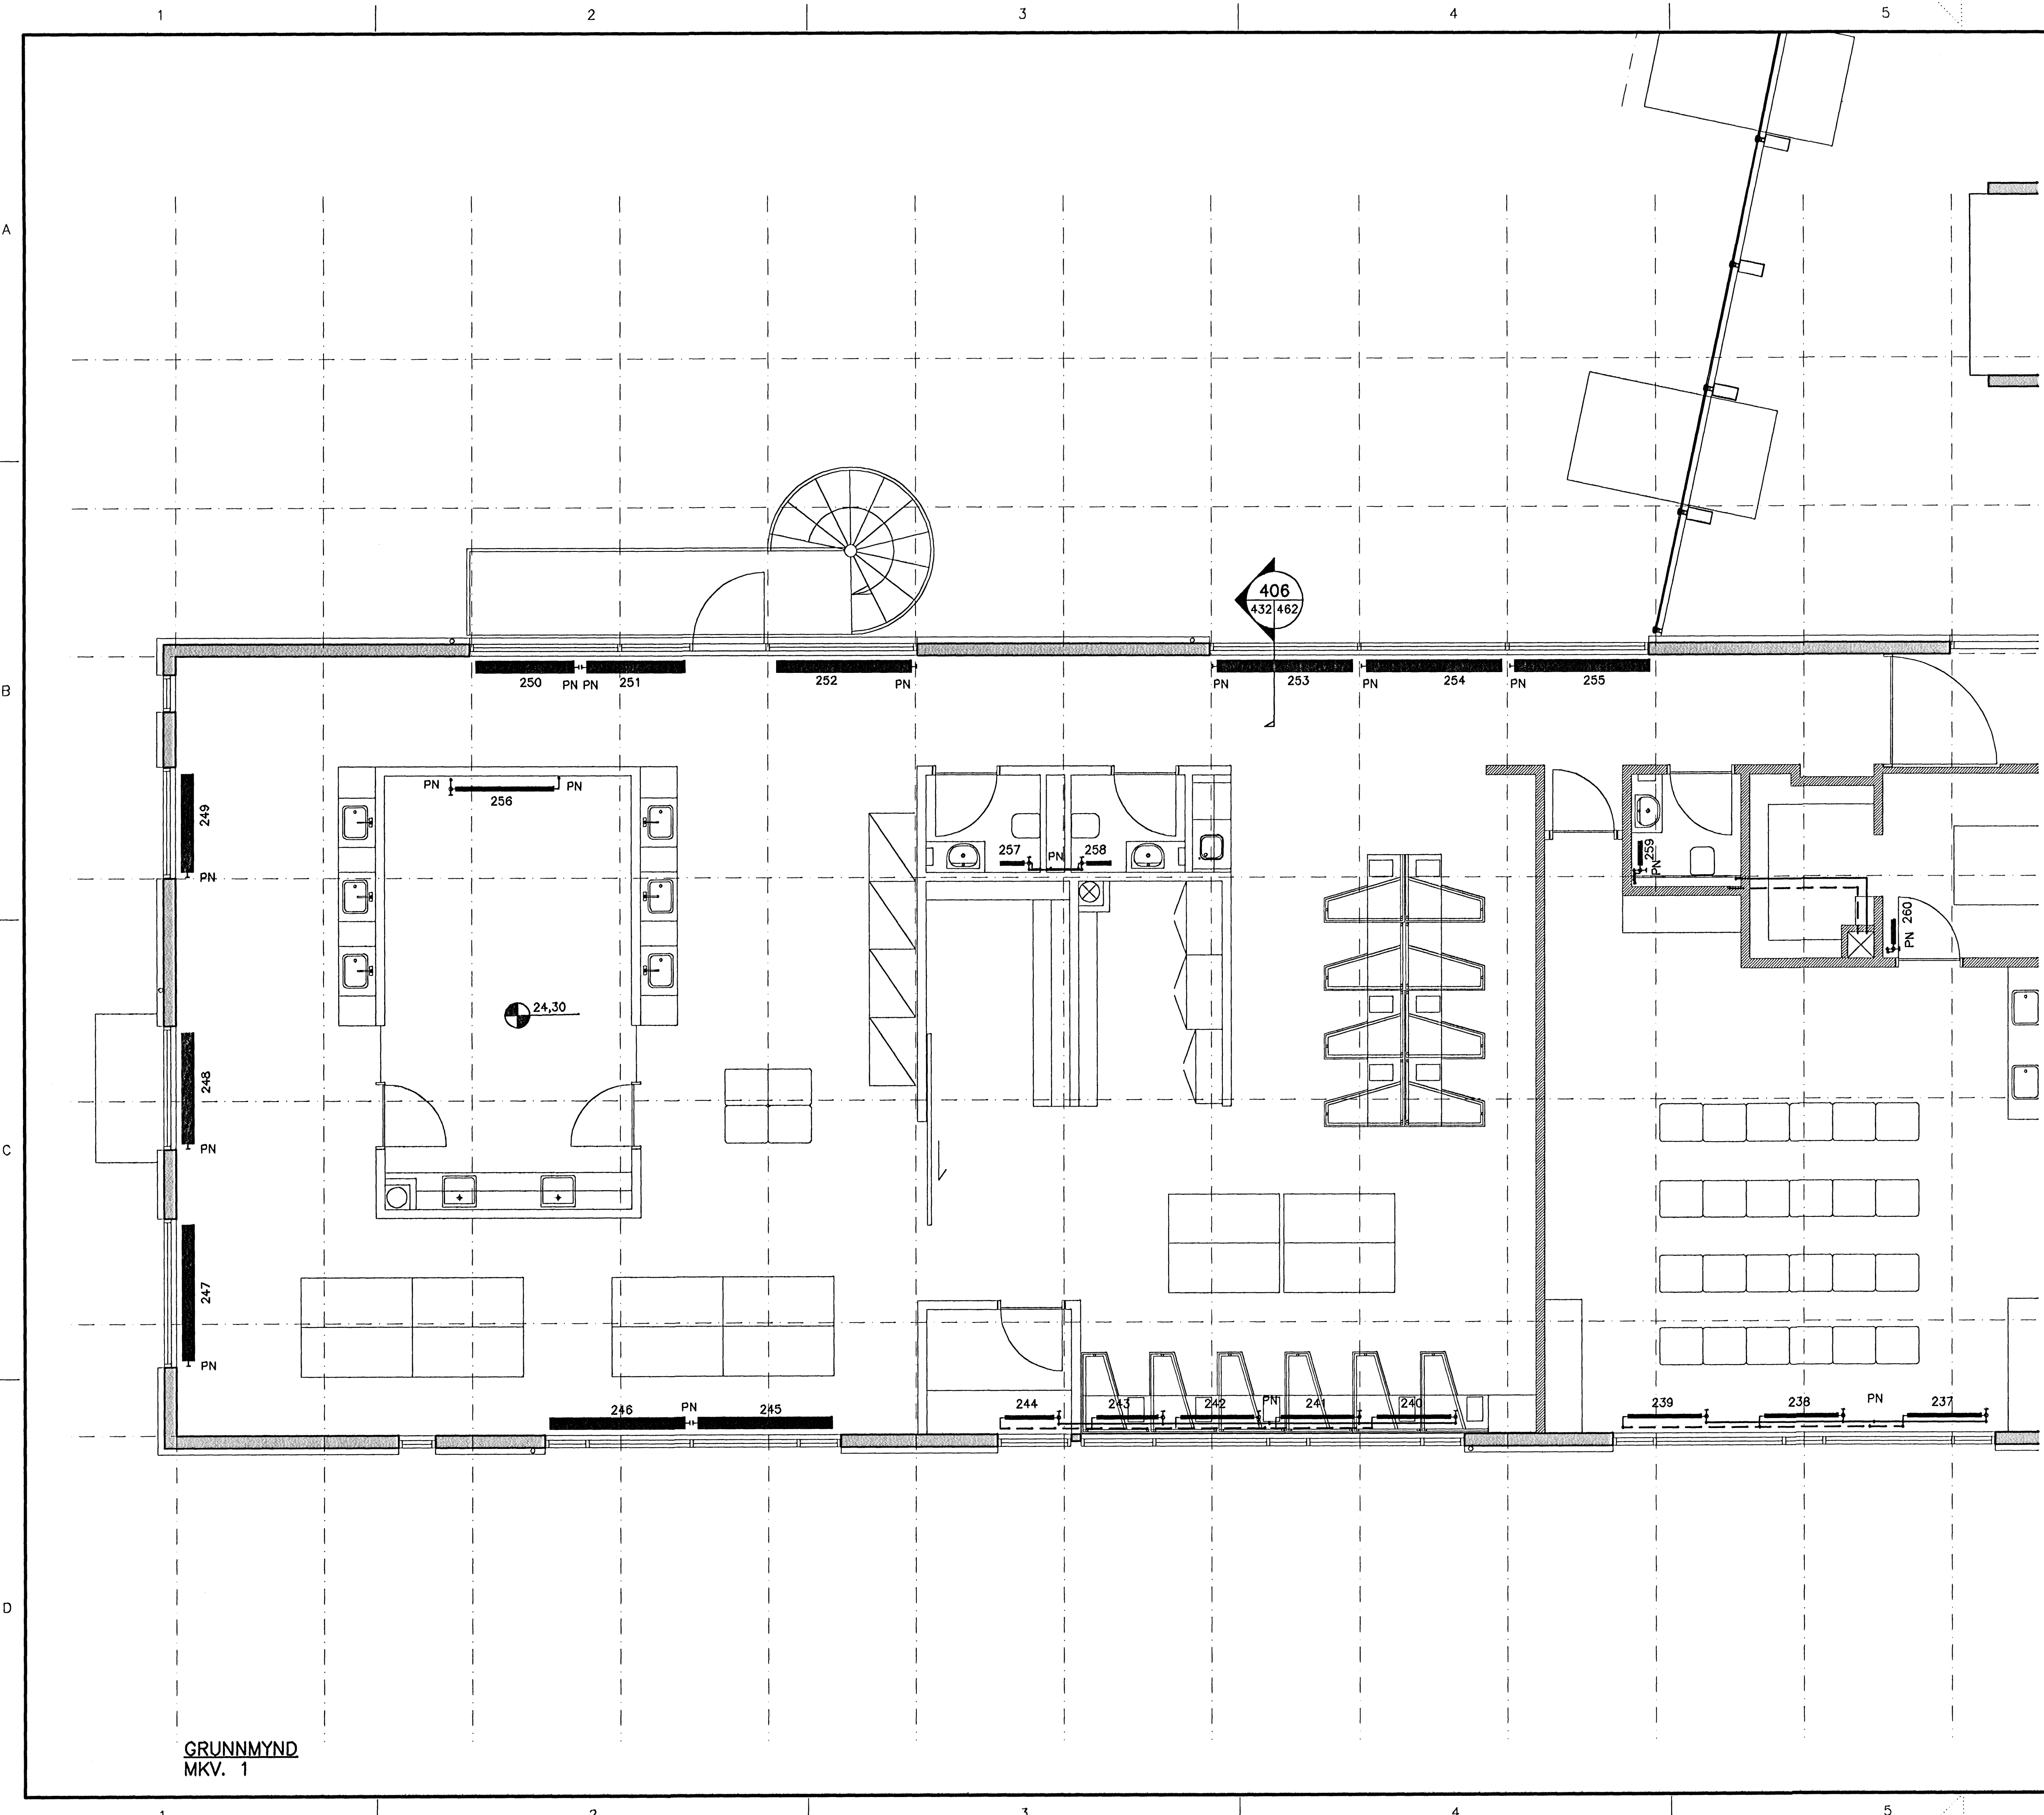 1 2 3 4 5
A
406
432 462
B
250 PN PN 251 252 PN PN 253 PN 254 PN 255
249
PN
PN 256 PN
257 PN 258
259
PN
260
PN
24,30
248
PN
C
247
PN
246 PN 245
244 243 242 PN 241 240
239 238 PN 237
D
GRUNNMYND
MKV. 1
1 2 3 4 5